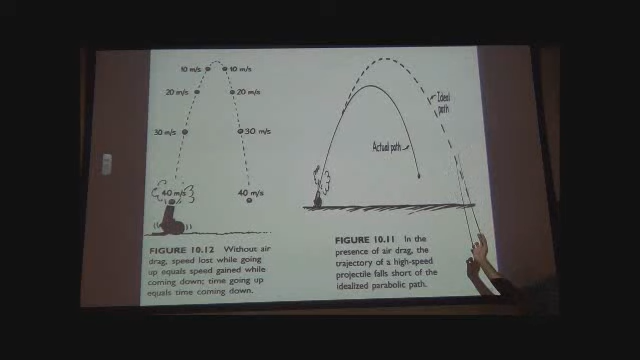 10 m/s 10 m/s
20 m/s 20 m/s
30 m/s 30 m/s
40 m/s 40 m/s
FIGURE 10.12 Without air
drag, speed lost while going
up equals speed gained while
coming down; time going up
equals time coming down.
Ideal
path
Actual path
FIGURE 10.11 In the
presence of air drag, the
trajectory of a high-speed
projectile falls short of the
idealized parabolic path.